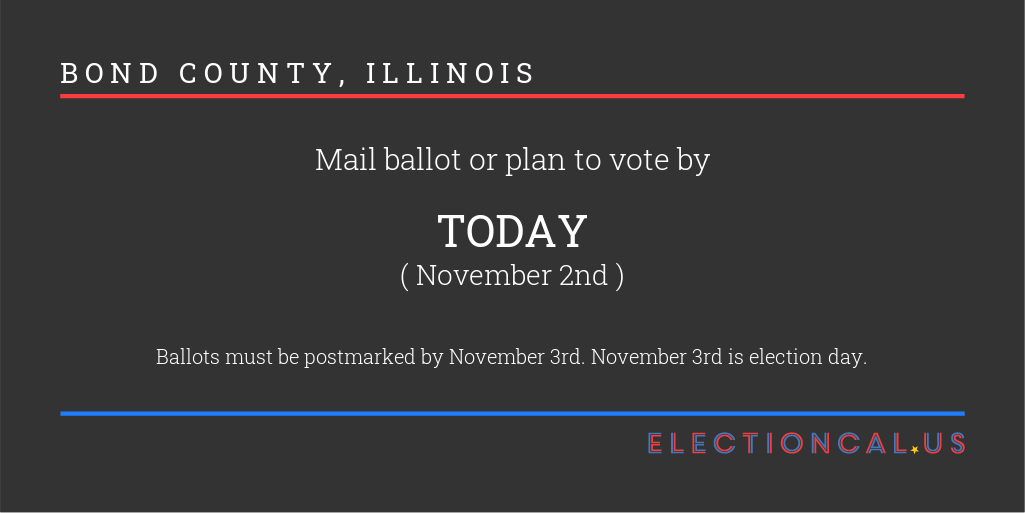 BOND COUNTY, ILLINOIS
Mail ballot or plan to vote by
TODAY
( November 2nd )
Ballots must be postmarked by November 3rd. November 3rd is election day.
ELECTIONCAL.US